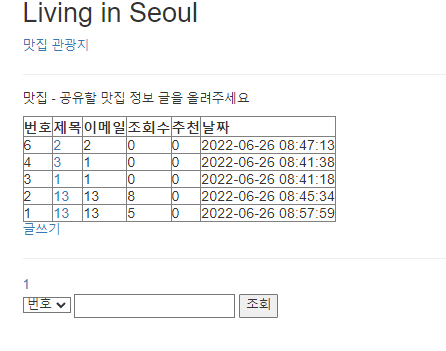 Living in Seoul
맛집 관광지
맛집 - 공유할 맛집 정보 글을 올려주세요
번호 제목 이메일 조회수 추천 날짜
6 2 2 0 0 2022-06-26 08:47:13
4 3 1 0 0 2022-06-26 08:41:38
3 1 1 0 0 2022-06-26 08:41:18
2 13 13 8 0 2022-06-26 08:45:34
1 13 13 5 0 2022-06-26 08:57:59
글쓰기
1
번호 조회